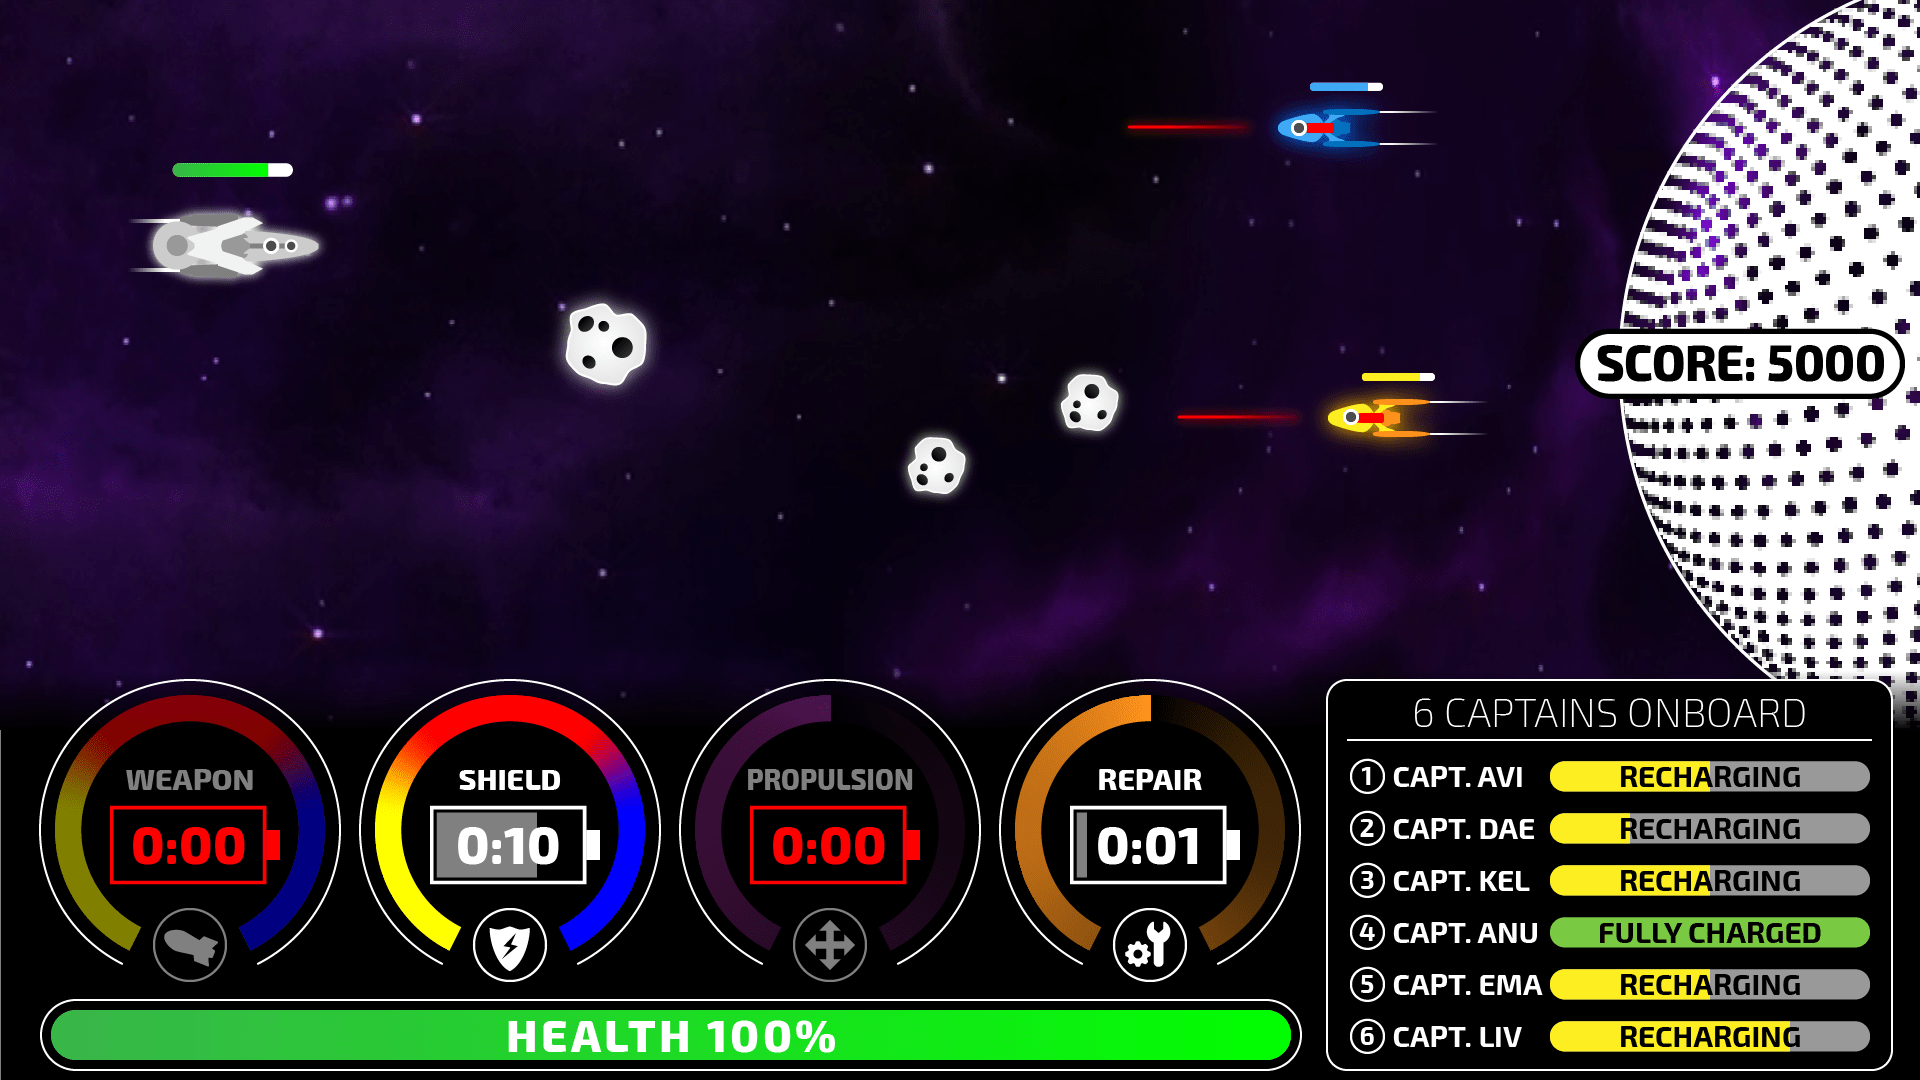 SCORE: 5000
WEAPON
0:00
SHIELD
0:10
PROPULSION
0:00
REPAIR
0:01
HEALTH 100%
6 CAPTAINS ONBOARD
1 CAPT. AVI RECHARGING
2 CAPT. DAE RECHARGING
3 CAPT. KEL RECHARGING
4 CAPT. ANU FULLY CHARGED
5 CAPT. EMA RECHARGING
6 CAPT. LIV RECHARGING